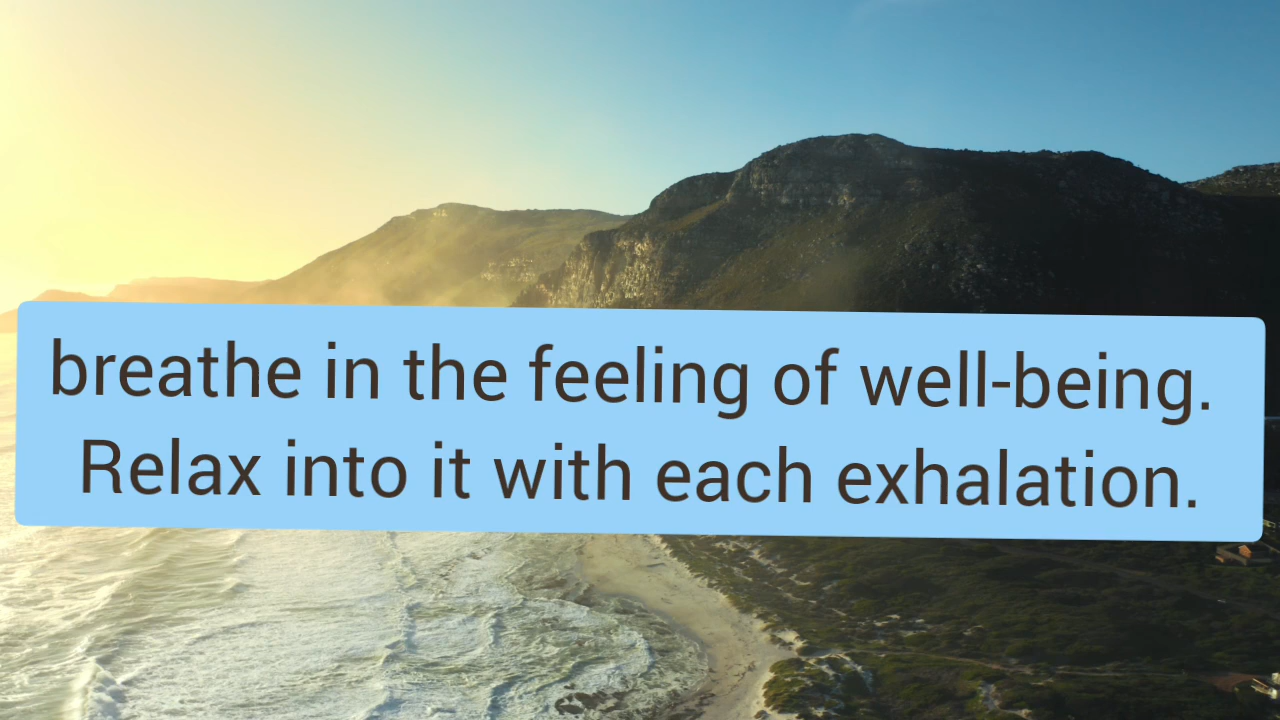 breathe in the feeling of well-being.
Relax into it with each exhalation.